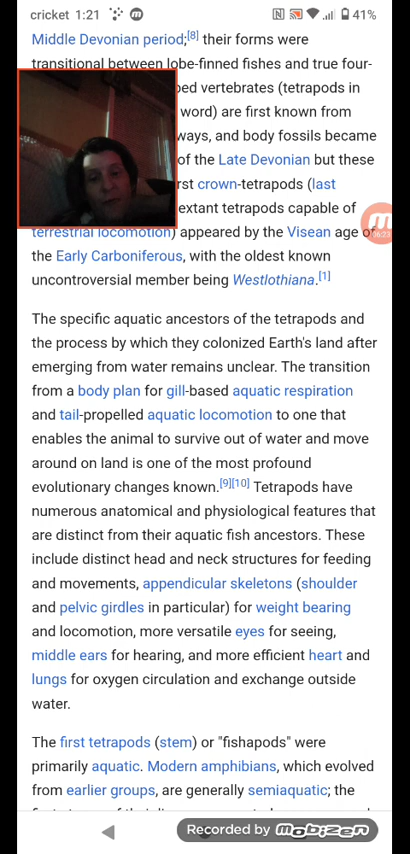 cricket 1:21 m N 41%
Middle Devonian period;[8] their forms were
transitional between lobe-finned fishes and true four-
ped vertebrates (tetrapods in
word) are first known from
ways, and body fossils became
of the Late Devonian but these
rst crown-tetrapods (last
extant tetrapods capable of
terrestrial locomotion) appeared by the Visean age of
the Early Carboniferous, with the oldest known
uncontroversial member being Westlothiana.[1]
m
06:23
The specific aquatic ancestors of the tetrapods and
the process by which they colonized Earth's land after
emerging from water remains unclear. The transition
from a body plan for gill-based aquatic respiration
and tail-propelled aquatic locomotion to one that
enables the animal to survive out of water and move
around on land is one of the most profound
evolutionary changes known.[9][10] Tetrapods have
numerous anatomical and physiological features that
are distinct from their aquatic fish ancestors. These
include distinct head and neck structures for feeding
and movements, appendicular skeletons (shoulder
and pelvic girdles in particular) for weight bearing
and locomotion, more versatile eyes for seeing,
middle ears for hearing, and more efficient heart and
lungs for oxygen circulation and exchange outside
water.
The first tetrapods (stem) or "fishapods" were
primarily aquatic. Modern amphibians, which evolved
from earlier groups, are generally semiaquatic; the
Recorded by mobizen